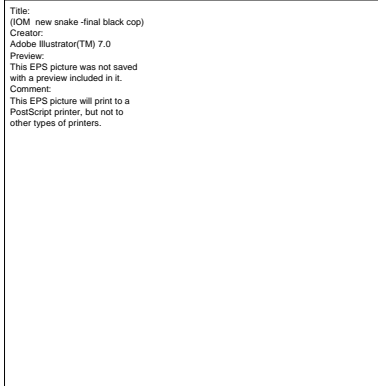 Title:
(IOM  new snake -final black cop)
Creator:
Adobe Illustrator(TM) 7.0
Preview:
This EPS picture was not saved
with a preview included in it.
Comment:
This EPS picture will print to a
PostScript printer, but not to
other types of printers.